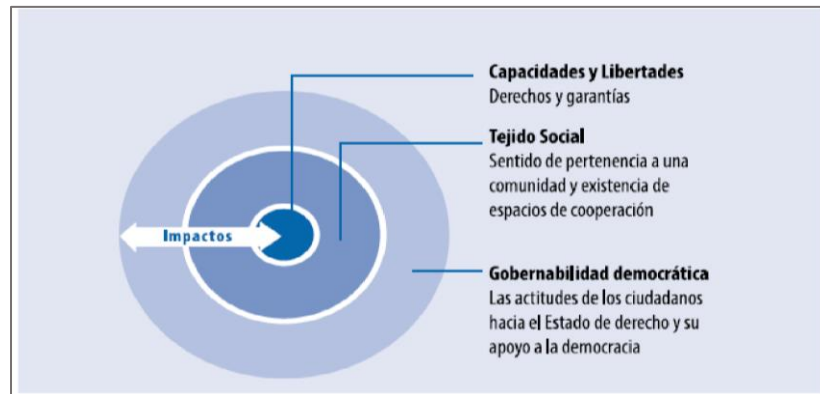 Capacidades y Libertades
Derechos y garantías
Tejido Social
Sentido de pertenencia a una
comunidad y existencia de
espacios de cooperación
Impactos
Gobernabilidad democrática
Las actitudes de los ciudadanos
hacia el Estado de derecho y su
apoyo a la democracia